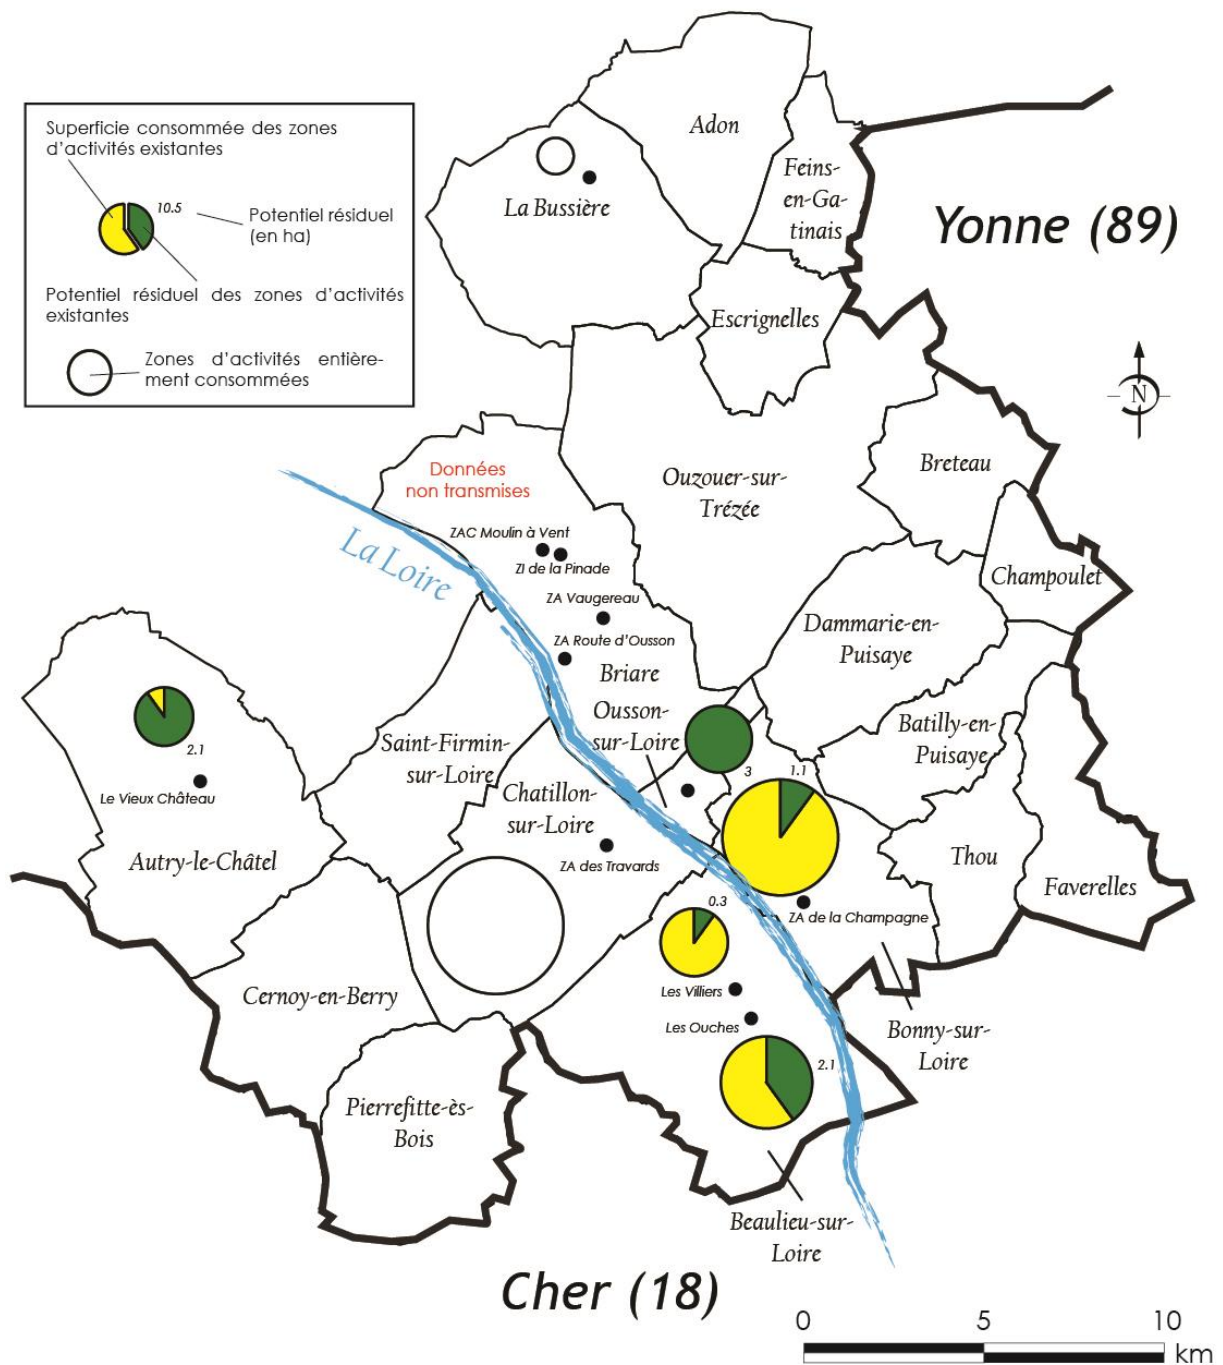 Superficie consommée des zones
d'activités existantes
10.5
Potentiel résiduel
(en ha)
Potentiel résiduel des zones d'activités
existantes
Zones d'activités entière-
ment consommées
Adon
La Bussière
Feins-
en-Ga-
tinais
Yonne (89)
Escrignelles
N
Données
non transmises
Ouzouer-sur-
Trézée
Breteau
ZAC Moulin à Vent
ZI de la Pinade
La Loire
Champoulet
ZA Vaugereau
ZA Route d'Ousson
Briare
Dammarie-en-
Puisaye
Ousson-
sur-Loire
Batilly-en-
Puisaye
2.1
Le Vieux Château
Saint-Firmin-
sur-Loire
Chatillon-
sur-Loire
3
1.1
Autry-le-Châtel
ZA des Travards
Thou
Faverelles
0.3
ZA de la Champagne
Cernoy-en-Berry
Les Villiers
Les Ouches
Bonny-sur-
Loire
2.1
Pierrefitte-ès-
Bois
Beaulieu-sur-
Loire
Cher (18)
0 5 10
km